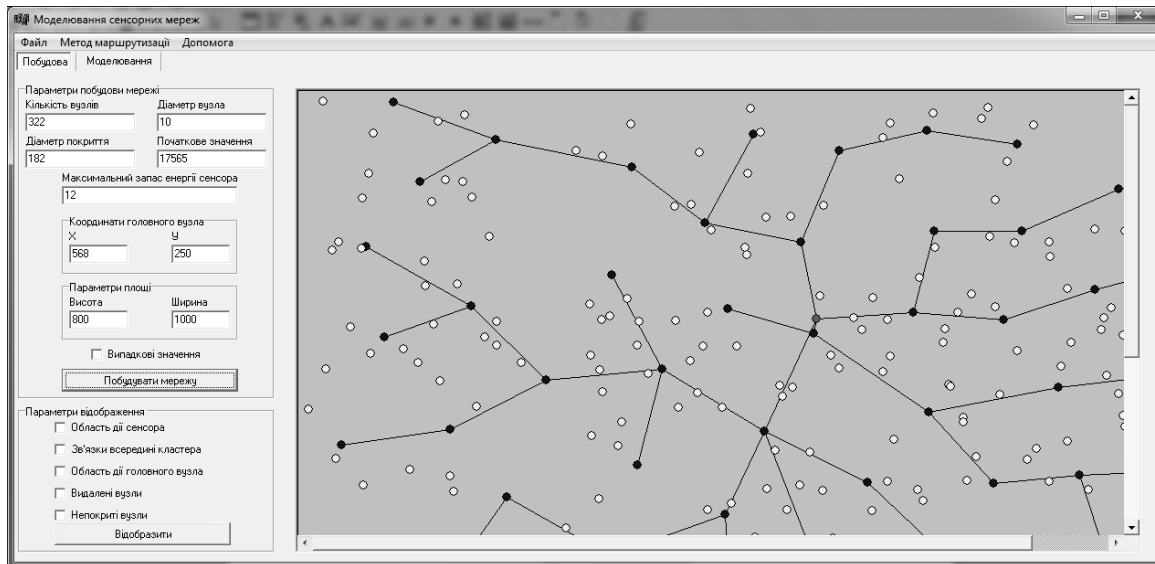 Моделювання сенсорних мереж
Файл Метод маршрутизації Допомога
Побудова Моделювання
Параметри побудови мережі
Кількість вузлів Діаметр вузла
322 10
Діаметр покриття Початкове значення
182 17565
Максимальний запас енергії сенсора
12
Координати головного вузла
X У
568 250
Параметри площі
Висота Ширина
800 1000
Випадкові значення
Побудувати мережу
Параметри відображення
Область дії сенсора
Зв'язки всередині кластера
Область дії головного вузла
Видалені вузли
Непокриті вузли
Відобразити